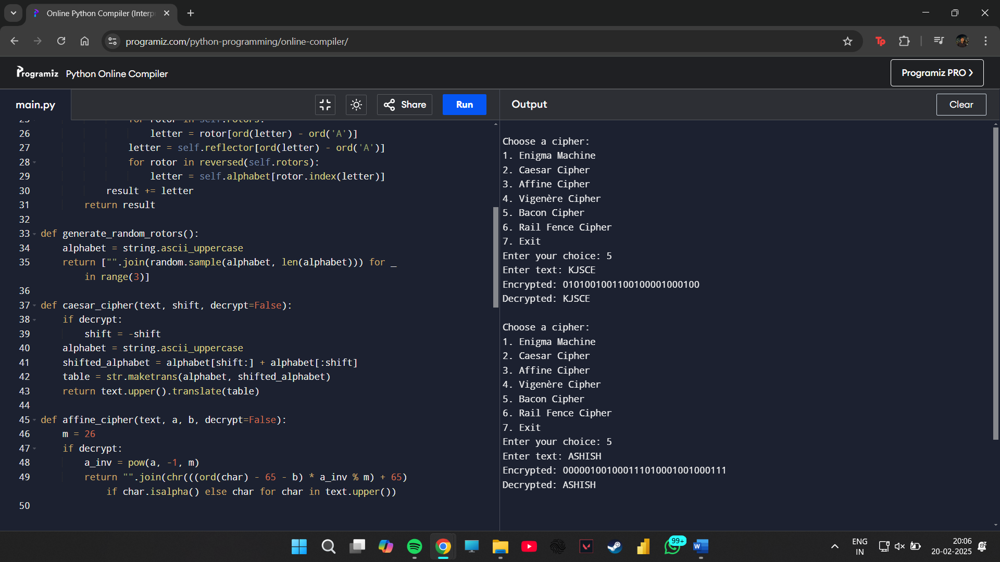 Online Python Compiler (Interp
programiz.com/python-programming/online-compiler/
Tp
Programiz Python Online Compiler
Programiz PRO
main.py
Share
Run
Output
Clear
25 for rotor in self.rotors:
26 letter = rotor[ord(letter) - ord('A')]
27 letter = self.reflector[ord(letter) - ord('A')]
28 for rotor in reversed(self.rotors):
29 letter = self.alphabet[rotor.index(letter)]
30 result += letter
31 return result
32
33 def generate_random_rotors():
34 alphabet = string.ascii_uppercase
35 return ["".join(random.sample(alphabet, len(alphabet))) for _
in range(3)]
36
37 def caesar_cipher(text, shift, decrypt=False):
38 if decrypt:
39 shift = -shift
40 alphabet = string.ascii_uppercase
41 shifted_alphabet = alphabet[shift:] + alphabet[:shift]
42 table = str.maketrans(alphabet, shifted_alphabet)
43 return text.upper().translate(table)
44
45 def affine_cipher(text, a, b, decrypt=False):
46 m = 26
47 if decrypt:
48 a_inv = pow(a, -1, m)
49 return "".join(chr(((ord(char) - 65 - b) * a_inv % m) + 65)
if char.isalpha() else char for char in text.upper())
50
Choose a cipher:
1. Enigma Machine
2. Caesar Cipher
3. Affine Cipher
4. Vigenère Cipher
5. Bacon Cipher
6. Rail Fence Cipher
7. Exit
Enter your choice: 5
Enter text: KJSCE
Encrypted: 0101001001100100001000100
Decrypted: KJSCE
Choose a cipher:
1. Enigma Machine
2. Caesar Cipher
3. Affine Cipher
4. Vigenère Cipher
5. Bacon Cipher
6. Rail Fence Cipher
7. Exit
Enter your choice: 5
Enter text: ASHISH
Encrypted: 000001001000111010001001000111
Decrypted: ASHISH
99+
W
ENG
IN
20:06
20-02-2025